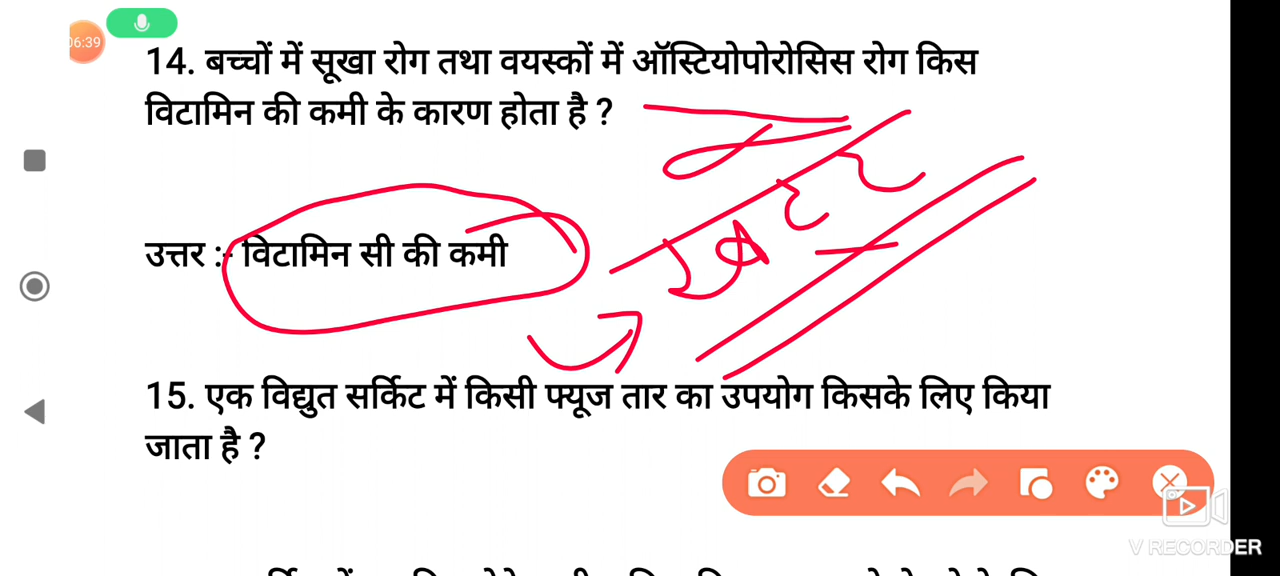 06:39
14. बच्चों में सूखा रोग तथा वयस्कों में ऑस्टियोपोरोसिस रोग किस
विटामिन की कमी के कारण होता है ?
उत्तर :- विटामिन सी की कमी
15. एक विद्युत सर्किट में किसी फ्यूज तार का उपयोग किसके लिए किया
जाता है ?
V RECORDER